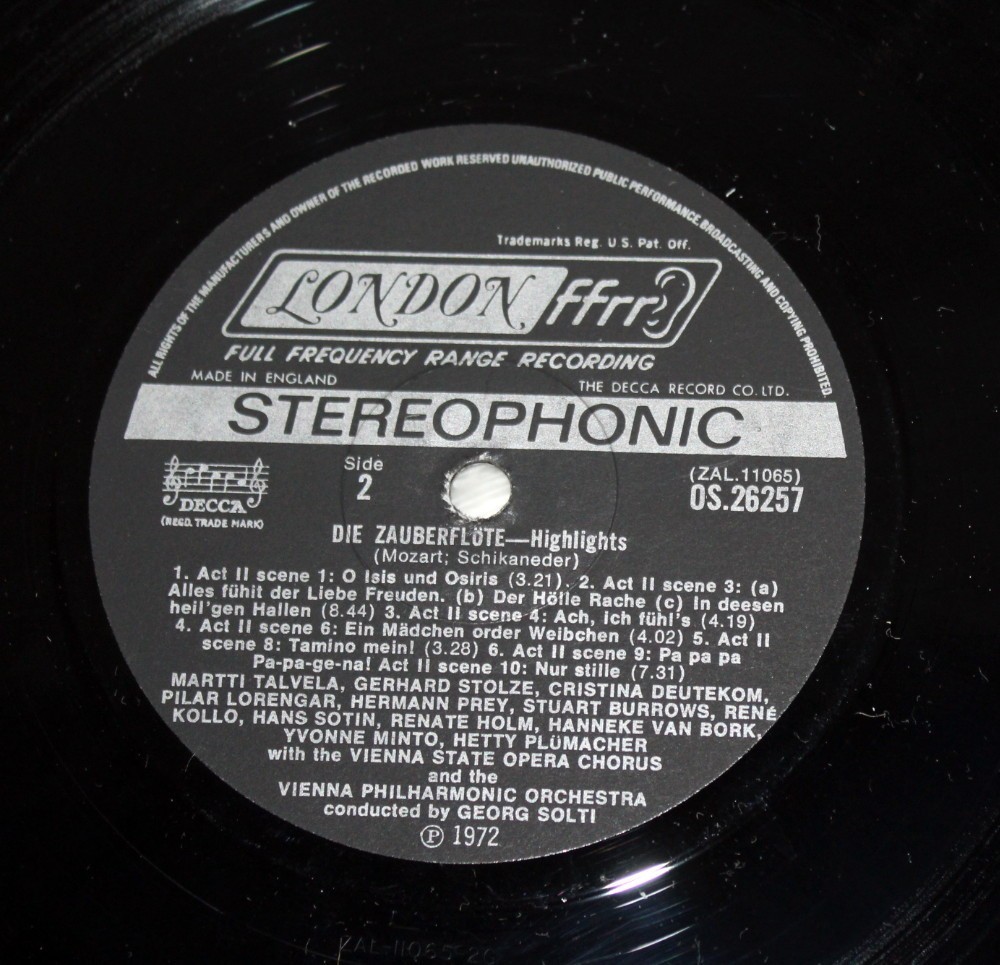 ALL RIGHTS OF THE MANUFACTURERS AND OWNER OF THE RECORDED WORK RESERVED UNAUTHORIZED PUBLIC PERFORMANCE BROADCASTING AND COPYING PROHIBITED
Trademarks Reg. U.S. Pat. Off.
LONDON ffrr
FULL FREQUENCY RANGE RECORDING
MADE IN ENGLAND
THE DECCA RECORD CO. LTD.
STEREOPHONIC
DECCA
(REGD. TRADE MARK)
Side
2
(ZAL.11065)
OS.26257
DIE ZAUBERFLÖTE—Highlights
(Mozart; Schikaneder)
1. Act II scene 1: O Isis und Osiris (3.21). 2. Act II scene 3: (a)
Alles fühit der Liebe Freuden. (b) Der Hölle Rache (c) In deesen
heil'gen Hallen (8.44) 3. Act II scene 4: Ach, ich fühl's (4.19)
4. Act II scene 6: Ein Mädchen order Weibchen (4.02) 5. Act II
scene 8: Tamino mein! (3.28) 6. Act II scene 9: Pa pa pa
Pa-pa-ge-na! Act II scene 10: Nur stille (7.31)
MARTTI TALVELA, GERHARD STOLZE, CRISTINA DEUTEKOM,
PILAR LORENGAR, HERMANN PREY, STUART BURROWS, RENÉ
KOLLO, HANS SOTIN, RENATE HOLM, HANNEKE VAN BORK,
YVONNE MINTO, HETTY PLÜMACHER
with the VIENNA STATE OPERA CHORUS
and the
VIENNA PHILHARMONIC ORCHESTRA
conducted by GEORG SOLTI
℗ 1972